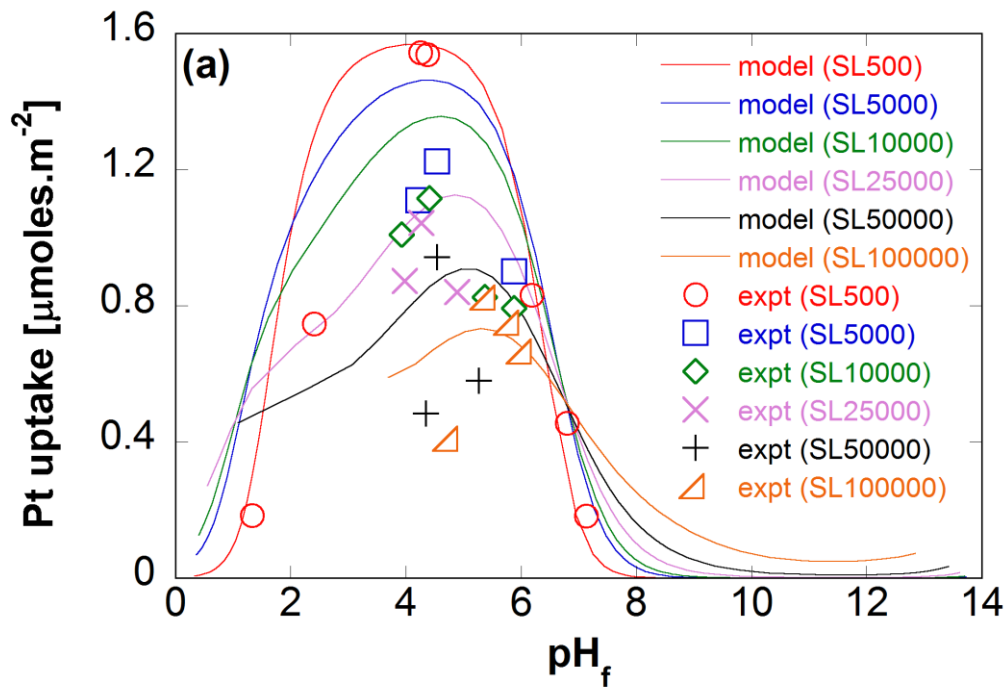 (a)
Pt uptake [μmoles.m⁻²]
1.6
1.2
0.8
0.4
0
0 2 4 6 8 10 12 14
pH_f
model (SL500)
model (SL5000)
model (SL10000)
model (SL25000)
model (SL50000)
model (SL100000)
expt (SL500)
expt (SL5000)
expt (SL10000)
expt (SL25000)
expt (SL50000)
expt (SL100000)